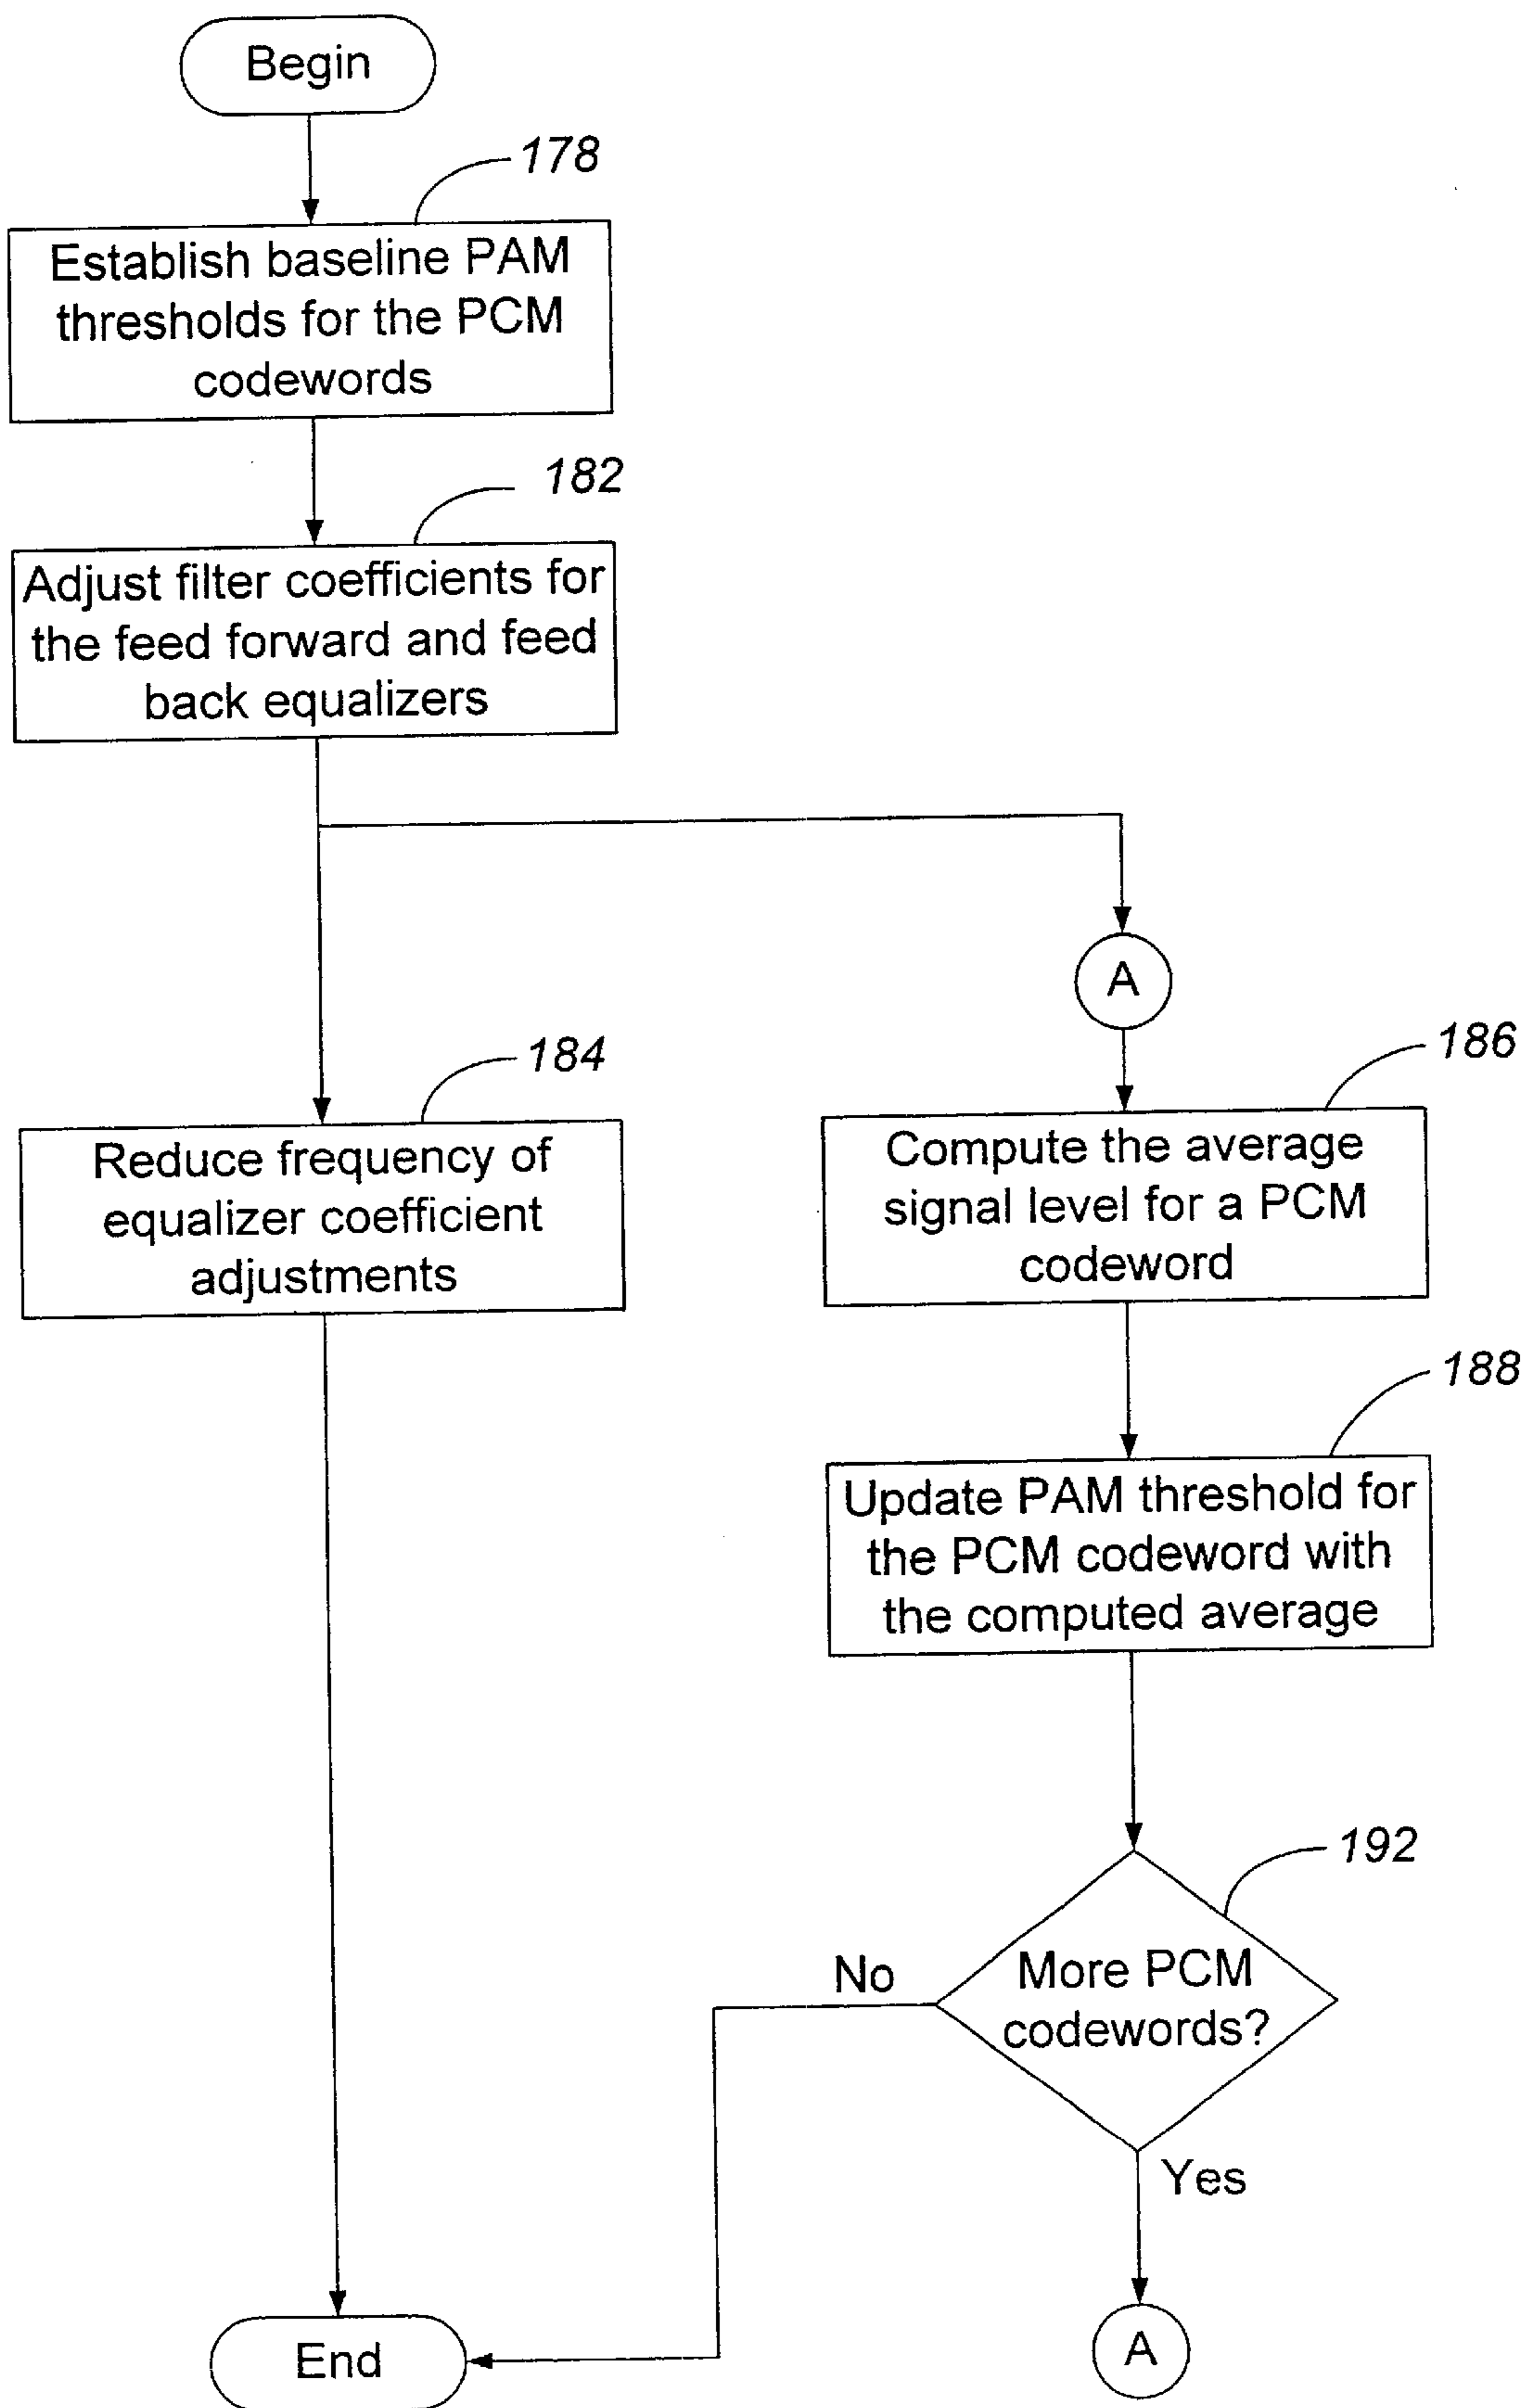 Begin
178
Establish baseline PAM
thresholds for the PCM
codewords
182
Adjust filter coefficients for
the feed forward and feed
back equalizers
A
184
Reduce frequency of
equalizer coefficient
adjustments
186
Compute the average
signal level for a PCM
codeword
188
Update PAM threshold for
the PCM codeword with
the computed average
192
More PCM
codewords?
No
Yes
End
A